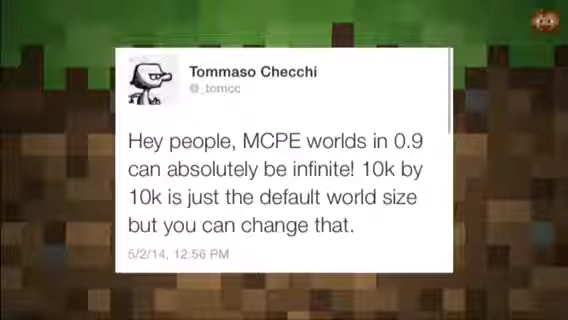 Tommaso Checchi
@_tomcc
Hey people, MCPE worlds in 0.9
can absolutely be infinite! 10k by
10k is just the default world size
but you can change that.
5/2/14, 12:56 PM